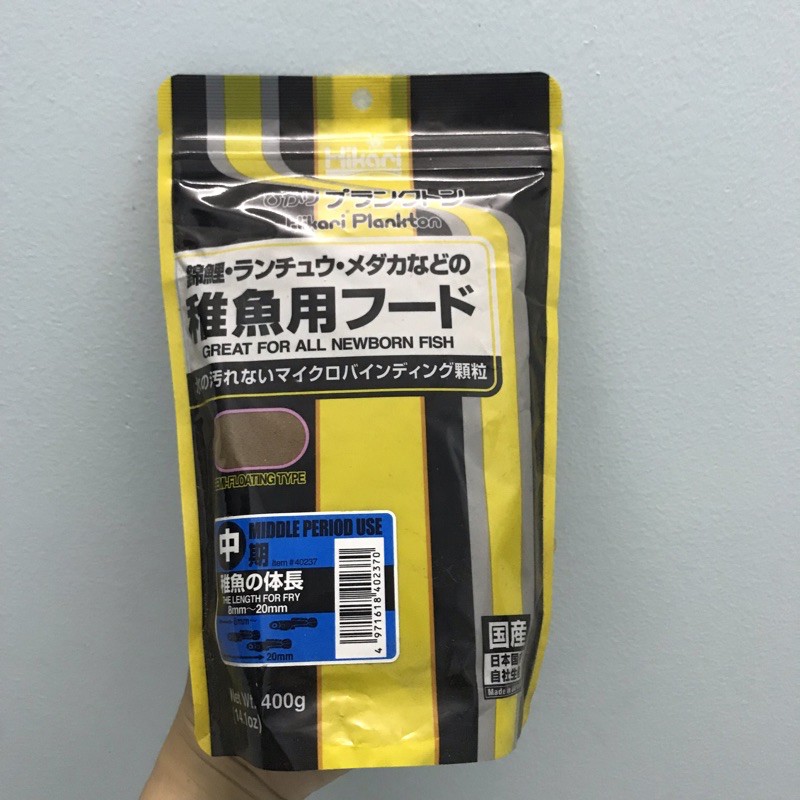 Hikari
ひかりプランクトン
Hikari Plankton
錦鯉・ランチュウ・メダカなどの
稚魚用フード
GREAT FOR ALL NEWBORN FISH
の汚れないマイクロバインディング顆粒
SEMI-FLOATING TYPE
中期
MIDDLE PERIOD USE
Item #40237
稚魚の体長
THE LENGTH FOR FRY
8mm～20mm
20mm
4 971618 402370
国産
日本国
自社生
Made in
Net Wt. 400g
(14.1oz)